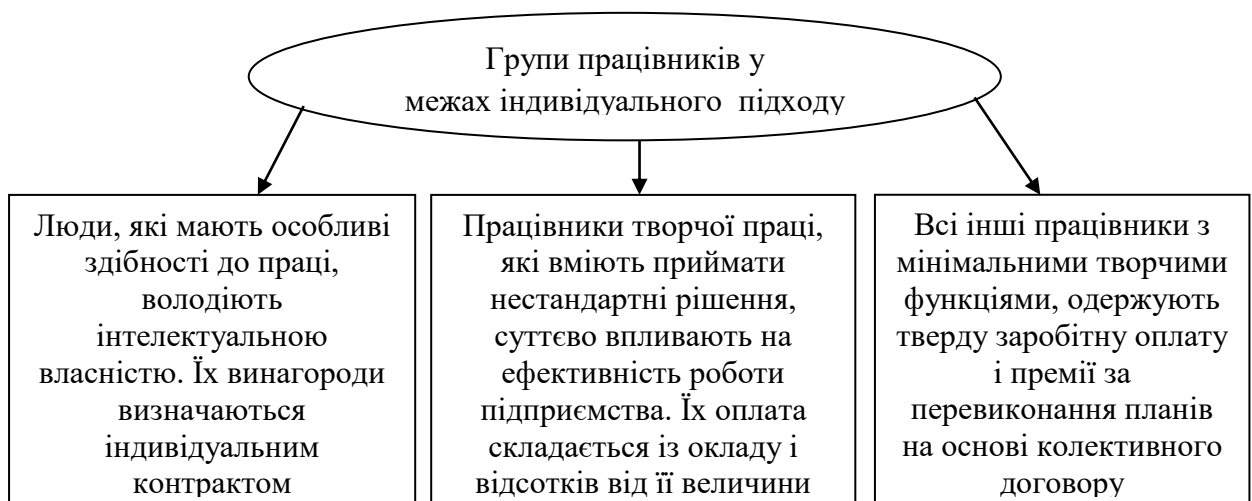 Групи працівників у
межах індивідуального підходу
Люди, які мають особливі
здібності до праці,
володіють
інтелектуальною
власністю. Їх винагороди
визначаються
індивідуальним
контрактом
Працівники творчої праці,
які вміють приймати
нестандартні рішення,
суттєво впливають на
ефективність роботи
підприємства. Їх оплата
складається із окладу і
відсотків від її величини
Всі інші працівники з
мінімальними творчими
функціями, одержують
тверду заробітну оплату
і премії за
перевиконання планів
на основі колективного
договору